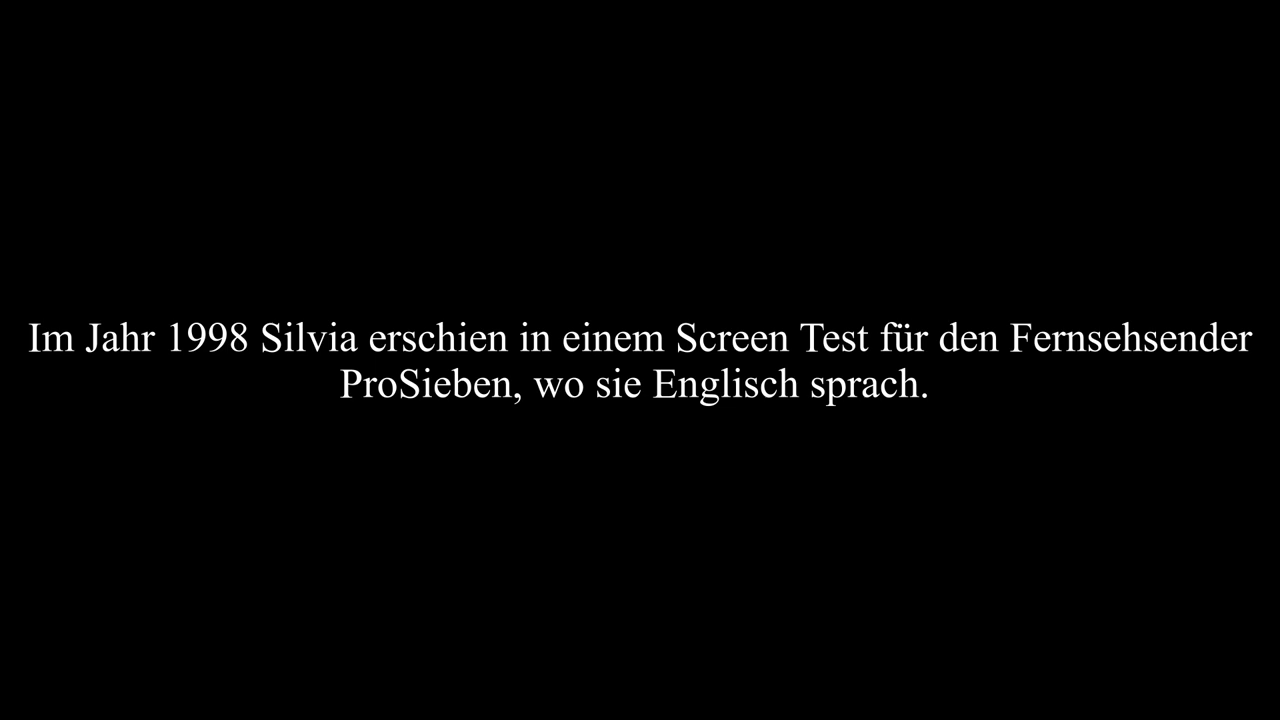 Im Jahr 1998 Silvia erschien in einem Screen Test für den Fernsehsender
ProSieben, wo sie Englisch sprach.